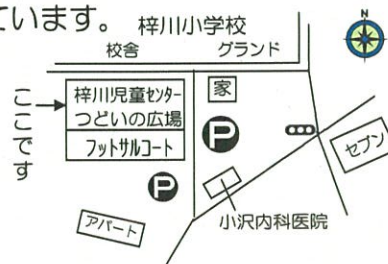 ています。
梓川小学校
校舎
グランド
N
ここです
梓川児童センター
つどいの広場
フットサルコート
家
P
セブン
P
小沢内科医院
アパート